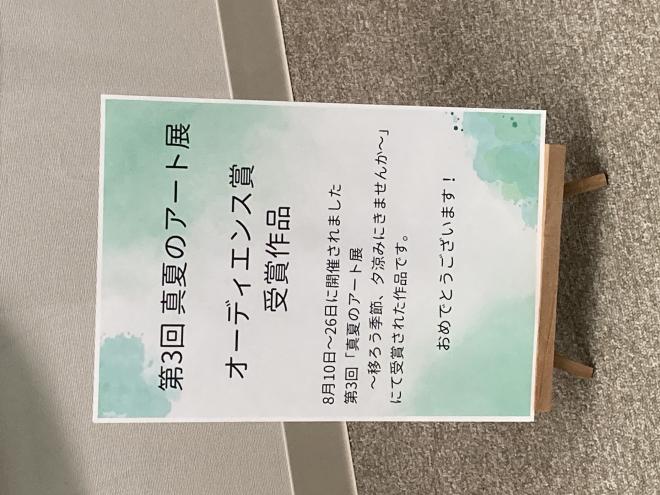 第3回 真夏のアート展
オーディエンス賞
受賞作品
8月10日～26日に開催されました
第3回「真夏のアート展
～移ろう季節、夕涼みにきませんか～」
にて受賞された作品です。
おめでとうございます！